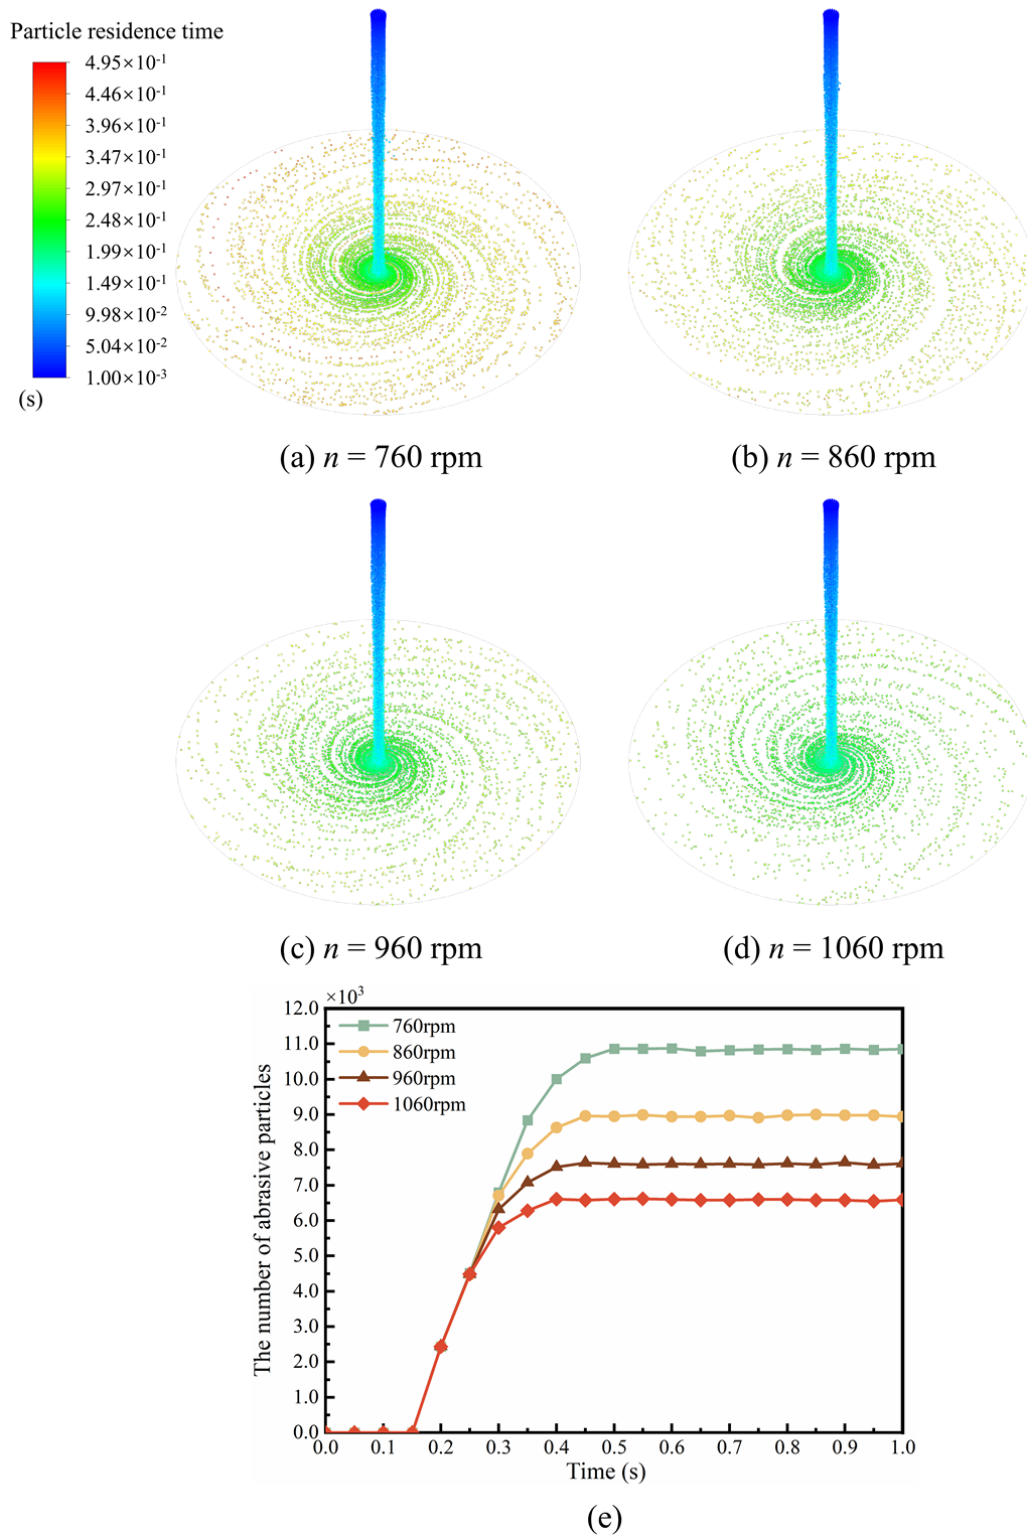 Particle residence time
4.95×10⁻¹
4.46×10⁻¹
3.96×10⁻¹
3.47×10⁻¹
2.97×10⁻¹
2.48×10⁻¹
1.99×10⁻¹
1.49×10⁻¹
9.98×10⁻²
5.04×10⁻²
1.00×10⁻³
(s)
(a) n = 760 rpm
(b) n = 860 rpm
(c) n = 960 rpm
(d) n = 1060 rpm
×10³
12.0
11.0
10.0
9.0
8.0
7.0
6.0
5.0
4.0
3.0
2.0
1.0
0.0
The number of abrasive particles
760rpm
860rpm
960rpm
1060rpm
0.0 0.1 0.2 0.3 0.4 0.5 0.6 0.7 0.8 0.9 1.0
Time (s)
(e)